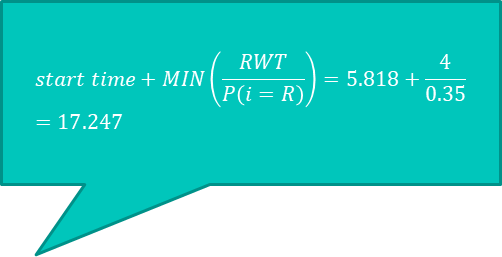 start time + MIN(RWT/P(i = R)) = 5.818 + 4/0.35
= 17.247